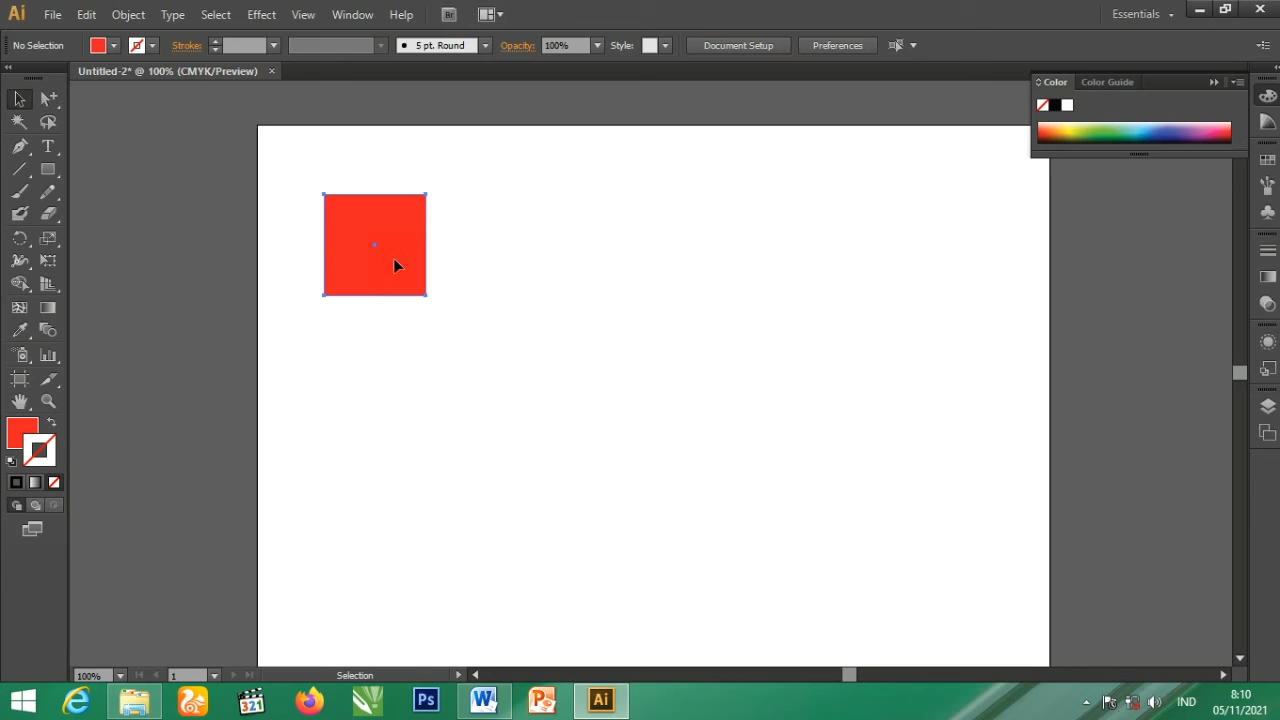 Ai File Edit Object Type Select Effect View Window Help Br Essentials
No Selection Stroke: 5 pt. Round Opacity: 100% Style: Document Setup Preferences
Untitled-2* @ 100% (CMYK/Preview)
Color Color Guide
T
100% 1 Selection
321 Ps Ai IND 8:10
05/11/2021